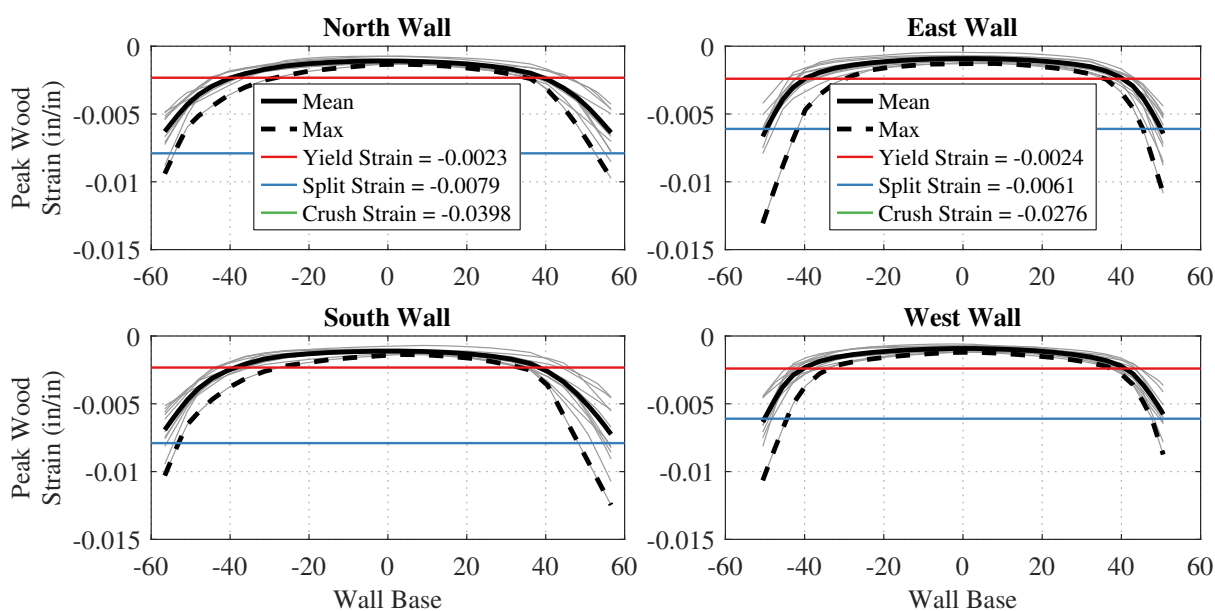 North Wall
Peak Wood
Strain (in/in)
0
-0.005
-0.01
-0.015
Mean
Max
Yield Strain = -0.0023
Split Strain = -0.0079
Crush Strain = -0.0398
-60 -40 -20 0 20 40 60
East Wall
0
-0.005
-0.01
-0.015
Mean
Max
Yield Strain = -0.0024
Split Strain = -0.0061
Crush Strain = -0.0276
-60 -40 -20 0 20 40 60
South Wall
Peak Wood
Strain (in/in)
0
-0.005
-0.01
-0.015
-60 -40 -20 0 20 40 60
Wall Base
West Wall
0
-0.005
-0.01
-0.015
-60 -40 -20 0 20 40 60
Wall Base